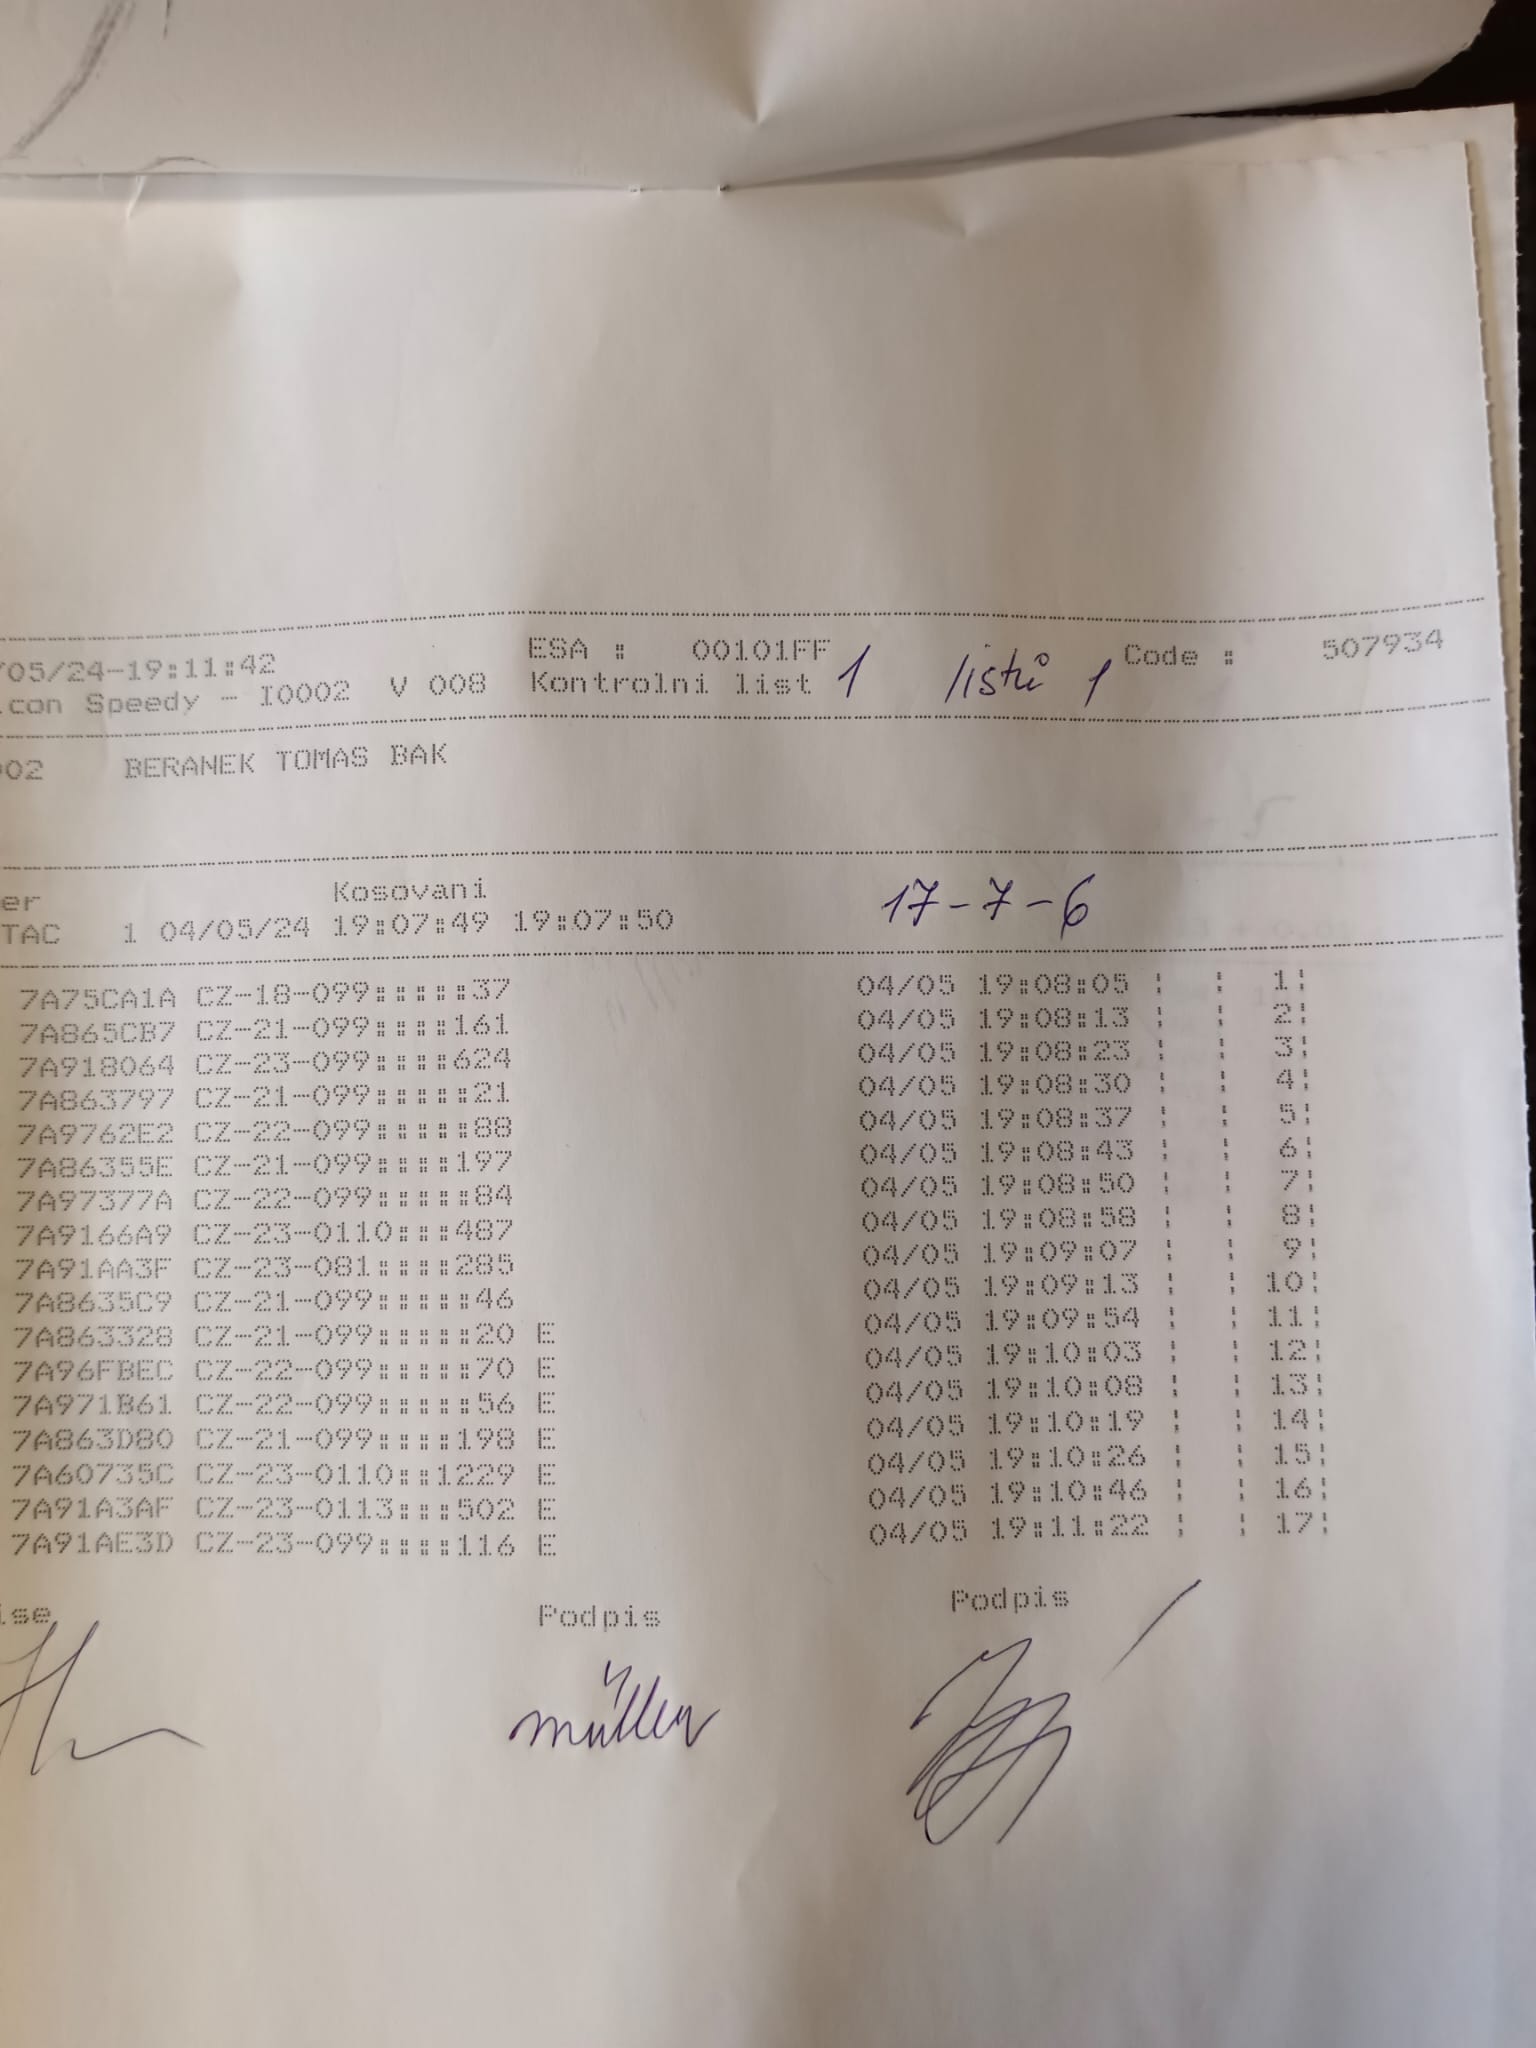 /05/24-19:11:42 ESA : 00101FF Code : 507934
con Speedy - I0002 V 008 Kontrolni list 1 listů 1
002 BERANEK TOMAS BAK
er Kosovani
TAC 1 04/05/24 19:07:49 19:07:50 17-7-6
7A75CA1A CZ-18-099:::::37 04/05 19:08:05 : : 1:
7A865CB7 CZ-21-099::::161 04/05 19:08:13 : : 2:
7A918064 CZ-23-099::::624 04/05 19:08:23 : : 3:
7A863797 CZ-21-099:::::21 04/05 19:08:30 : : 4:
7A9762E2 CZ-22-099:::::88 04/05 19:08:37 : : 5:
7A86355E CZ-21-099::::197 04/05 19:08:43 : : 6:
7A97377A CZ-22-099:::::84 04/05 19:08:50 : : 7:
7A9166A9 CZ-23-0110:::487 04/05 19:08:58 : : 8:
7A91AA3F CZ-23-081::::285 04/05 19:09:07 : : 9:
7A8635C9 CZ-21-099:::::46 04/05 19:09:13 : : 10:
7A863328 CZ-21-099:::::20 E 04/05 19:09:54 : : 11:
7A96FBEC CZ-22-099:::::70 E 04/05 19:10:03 : : 12:
7A971B61 CZ-22-099:::::56 E 04/05 19:10:08 : : 13:
7A863D80 CZ-21-099::::198 E 04/05 19:10:19 : : 14:
7A60735C CZ-23-0110::1229 E 04/05 19:10:26 : : 15:
7A91A3AF CZ-23-0113:::502 E 04/05 19:10:46 : : 16:
7A91AE3D CZ-23-099::::116 E 04/05 19:11:22 : : 17:
ise Podpis Podpis
Müller